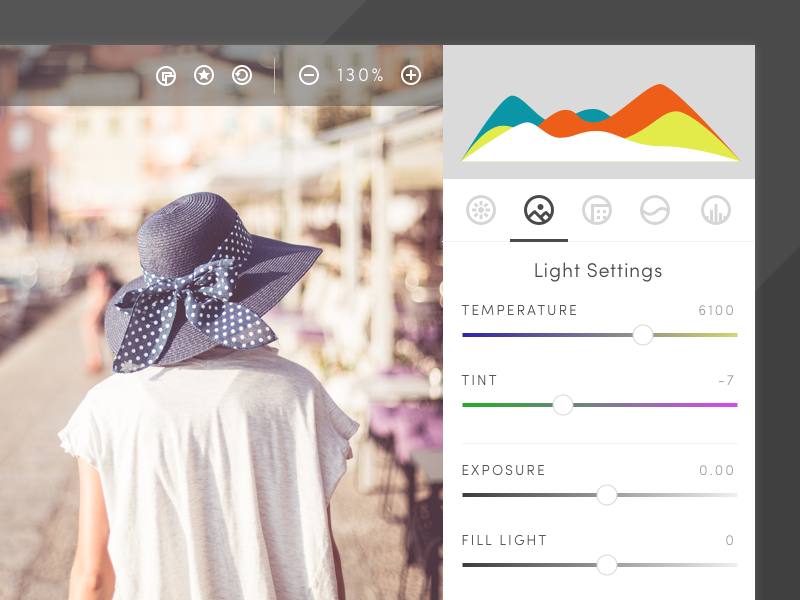 130%
Light Settings
TEMPERATURE 6100
TINT -7
EXPOSURE 0.00
FILL LIGHT 0